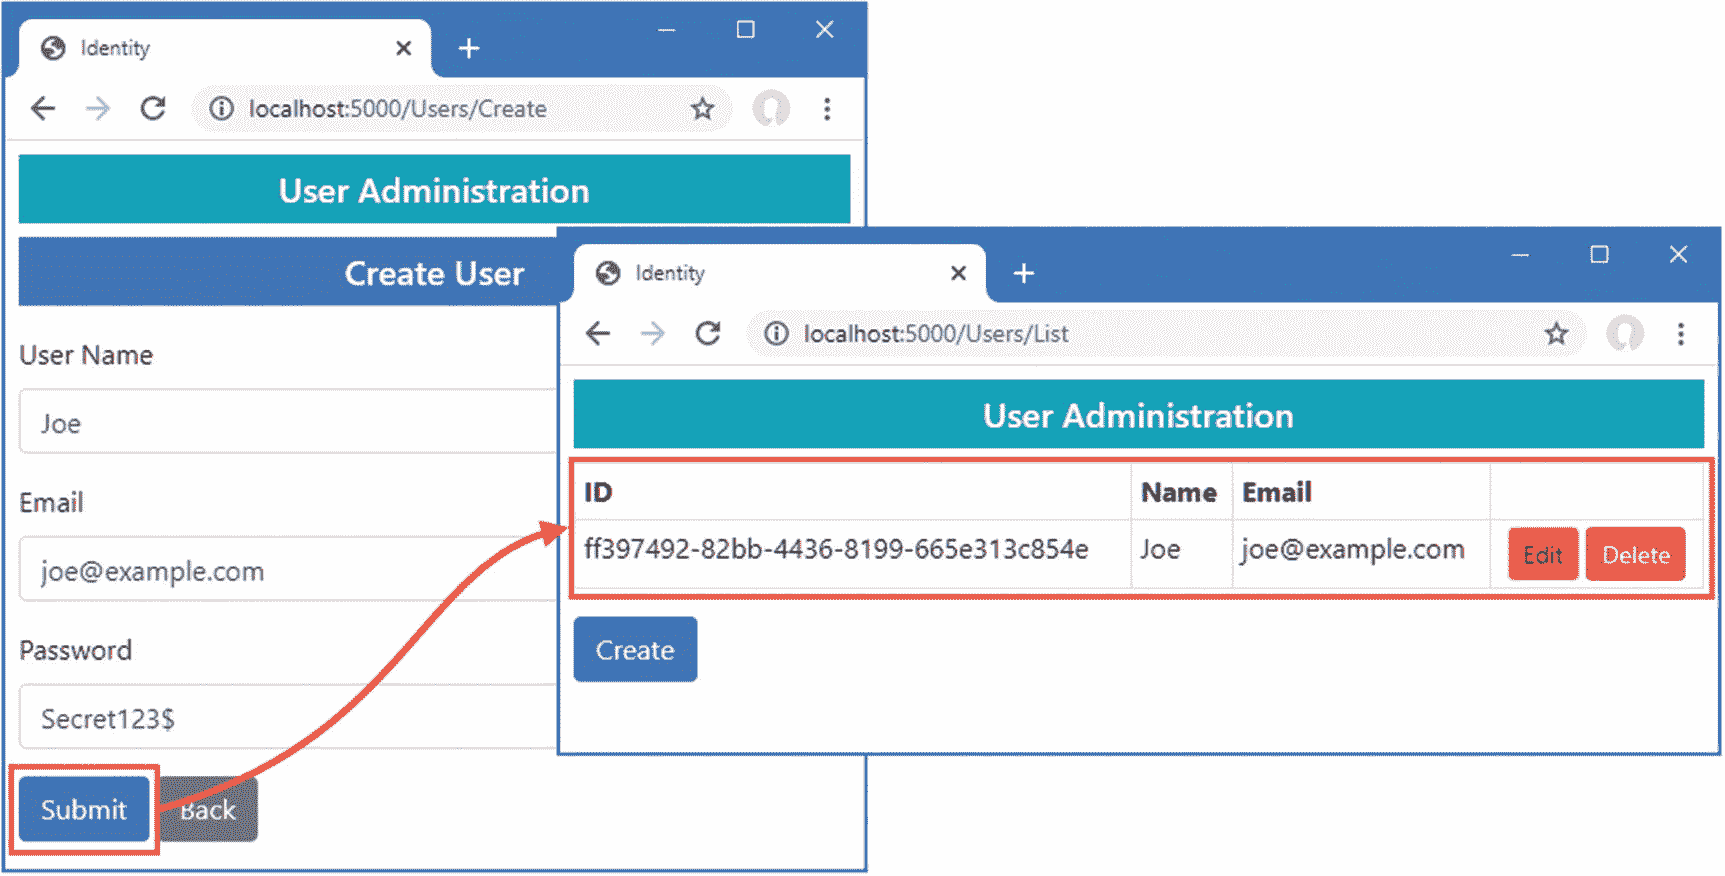 Identity
localhost:5000/Users/Create
User Administration
Create User
User Name
Joe
Email
joe@example.com
Password
Secret123$
Submit Back
Identity
localhost:5000/Users/List
User Administration
ID Name Email
ff397492-82bb-4436-8199-665e313c854e Joe joe@example.com Edit Delete
Create